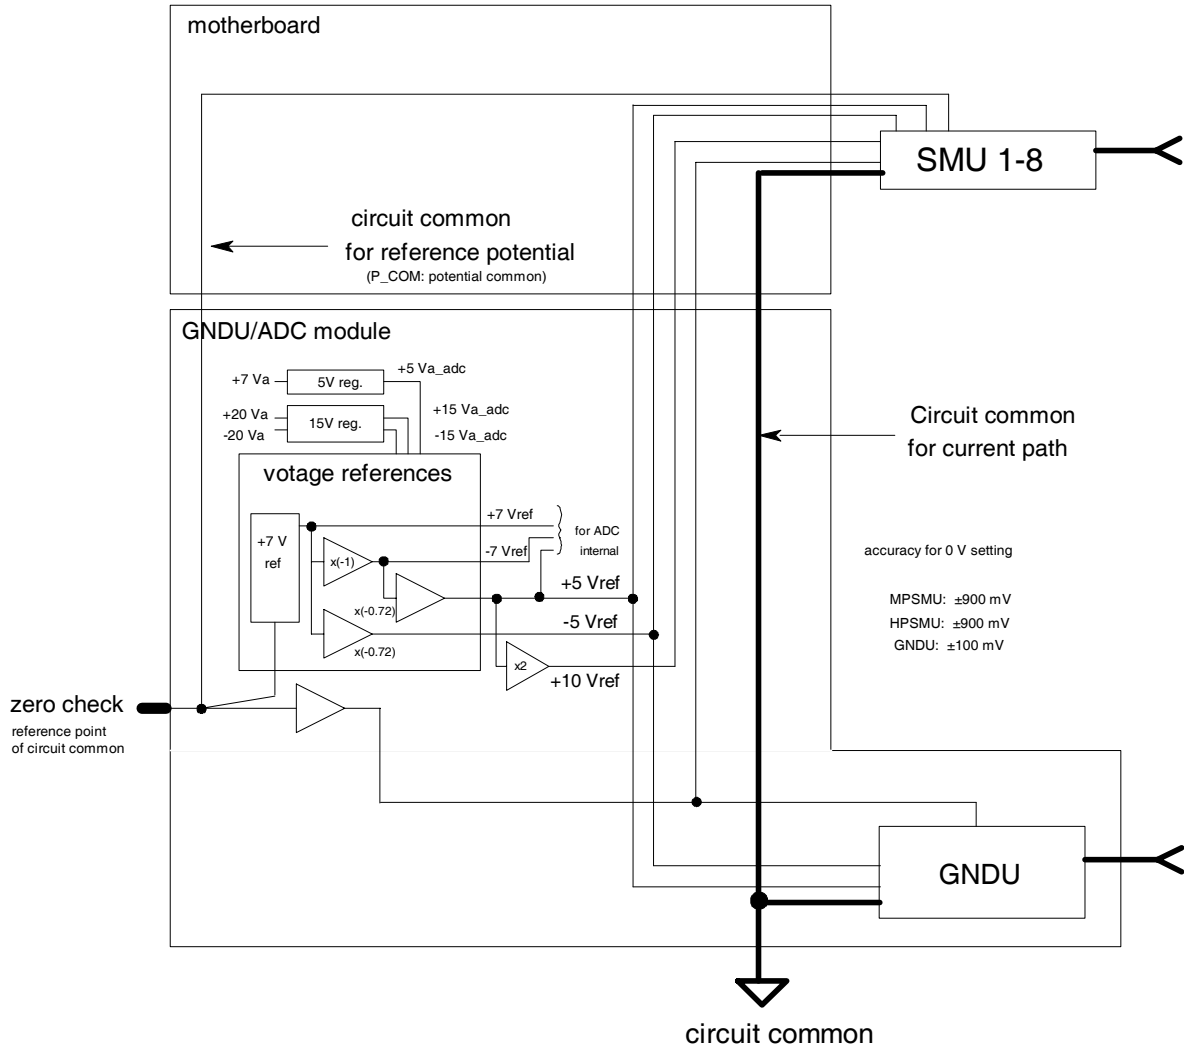 motherboard
SMU 1-8
circuit common
for reference potential
(P_COM: potential common)
GNDU/ADC module
+7 Va
5V reg.
+5 Va_adc
+20 Va
-20 Va
15V reg.
+15 Va_adc
-15 Va_adc
Circuit common
for current path
votage references
+7 V
ref
+7 Vref
-7 Vref
for ADC
internal
x(-1)
x(-0.72)
x(-0.72)
+5 Vref
-5 Vref
x2
+10 Vref
accuracy for 0 V setting
MPSMU: ±900 mV
HPSMU: ±900 mV
GNDU: ±100 mV
zero check
reference point
of circuit common
GNDU
circuit common